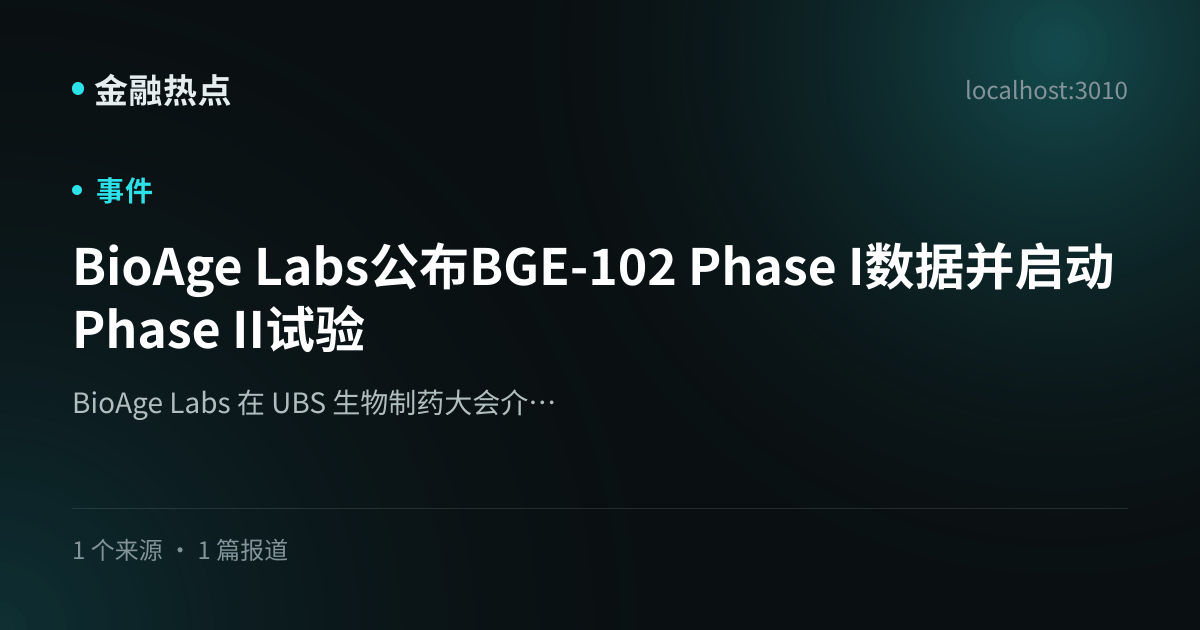 金融热点
localhost:3010
事件
BioAge Labs公布BGE-102 Phase I数据并启动
Phase II试验
BioAge Labs 在 UBS 生物制药大会介…
1 个来源 · 1 篇报道